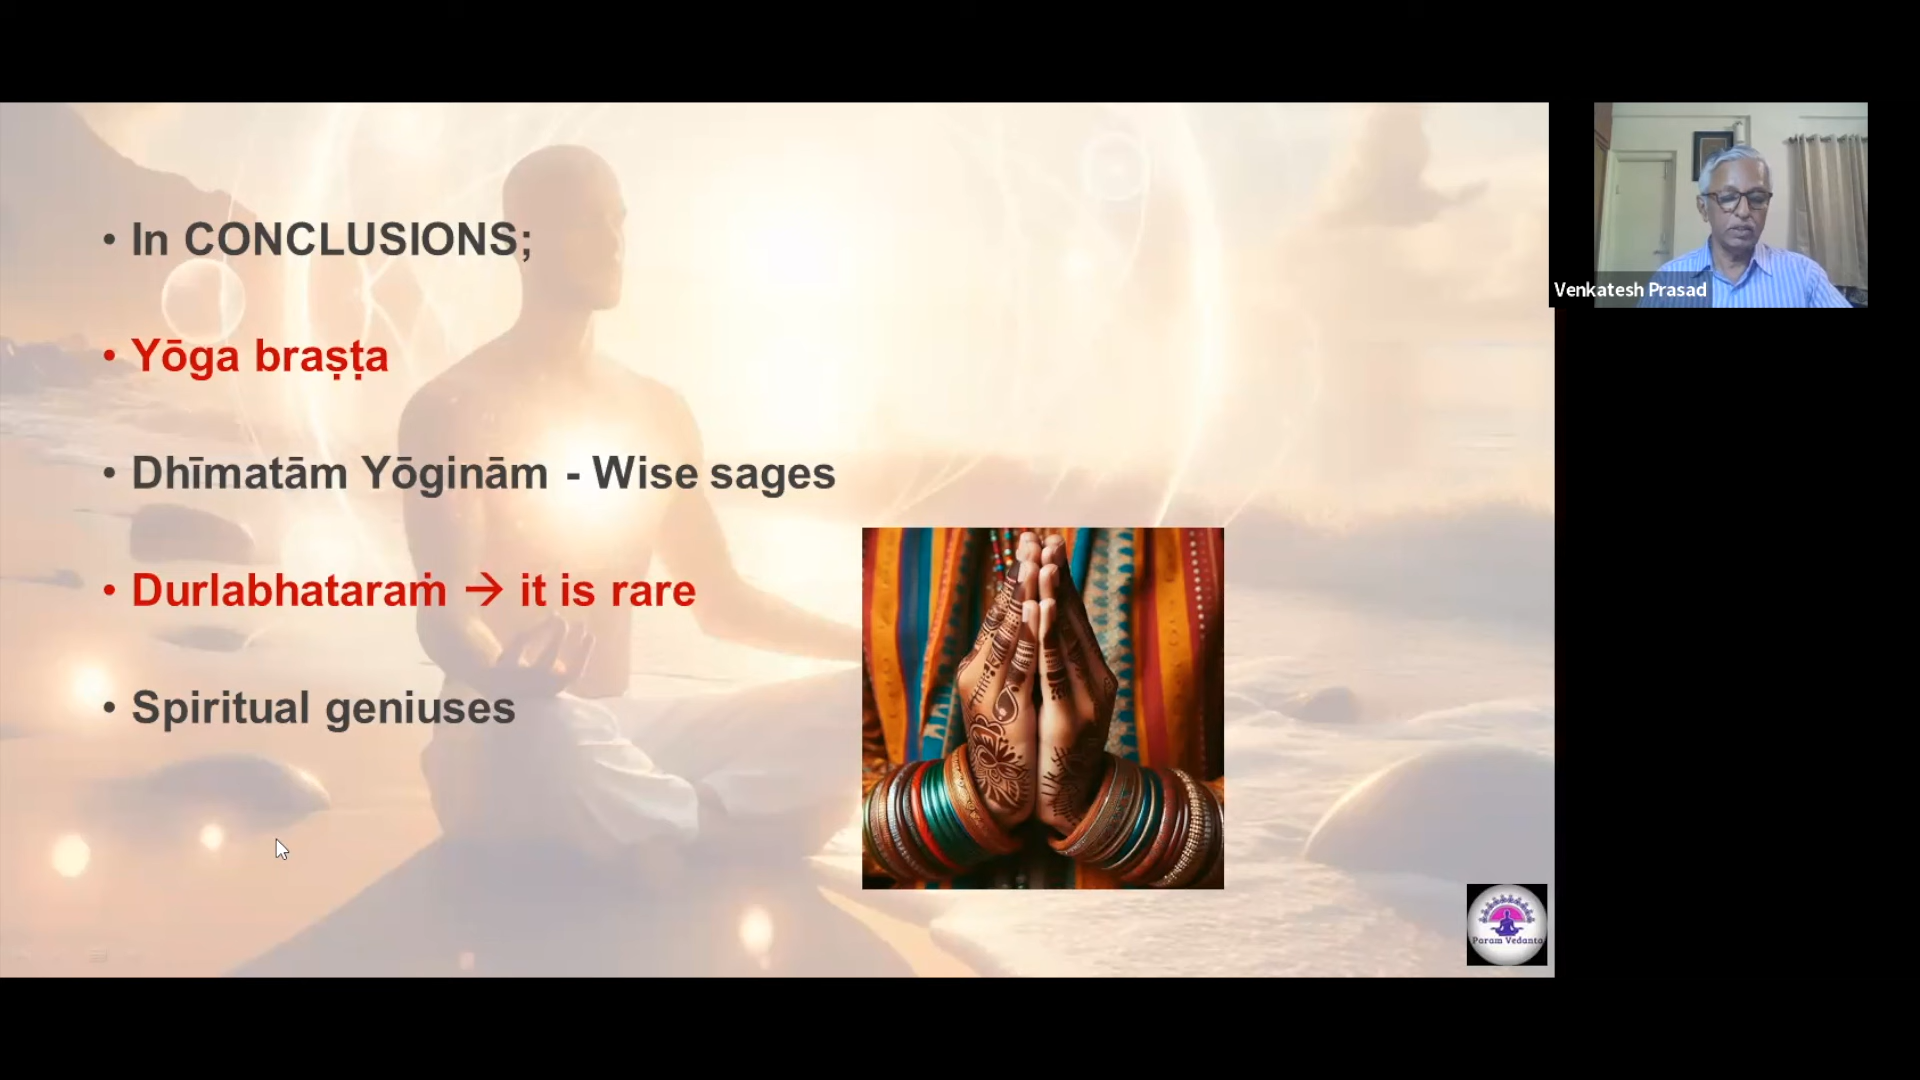 • In CONCLUSIONS;
• Yōga braṣṭa
• Dhīmatām Yōginām - Wise sages
• Durlabhataraṁ → it is rare
• Spiritual geniuses
Venkatesh Prasad
Param Vedanta